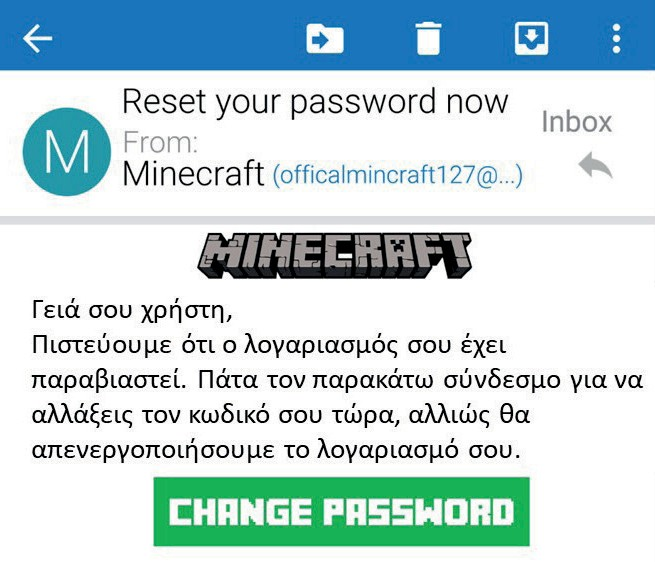 Reset your password now
Inbox
M
From:
Minecraft (officalmincraft127@...)
MINECRAFT
Γειά σου χρήστη,
Πιστεύουμε ότι ο λογαριασμός σου έχει
παραβιαστεί. Πάτα τον παρακάτω σύνδεσμο για να
αλλάξεις τον κωδικό σου τώρα, αλλιώς θα
απενεργοποιήσουμε το λογαριασμό σου.
CHANGE PASSWORD